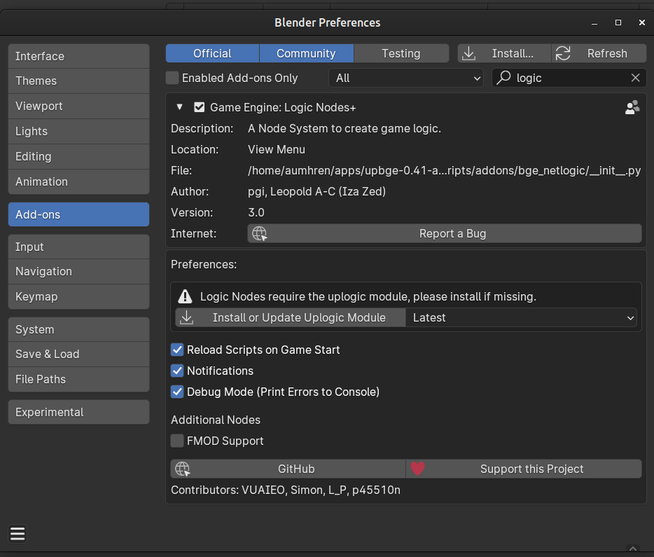 Blender Preferences
Interface
Themes
Viewport
Lights
Editing
Animation
Add-ons
Input
Navigation
Keymap
System
Save & Load
File Paths
Experimental
Official Community Testing Install... Refresh
Enabled Add-ons Only All logic
Game Engine: Logic Nodes+
Description: A Node System to create game logic.
Location: View Menu
File: /home/aumhren/apps/upbge-0.41-a...ripts/addons/bge_netlogic/__init__.py
Author: pgi, Leopold A-C (Iza Zed)
Version: 3.0
Internet: Report a Bug
Preferences:
Logic Nodes require the uplogic module, please install if missing.
Install or Update Uplogic Module Latest
Reload Scripts on Game Start
Notifications
Debug Mode (Print Errors to Console)
Additional Nodes
FMOD Support
GitHub Support this Project
Contributors: VUAIEO, Simon, L_P, p45510n